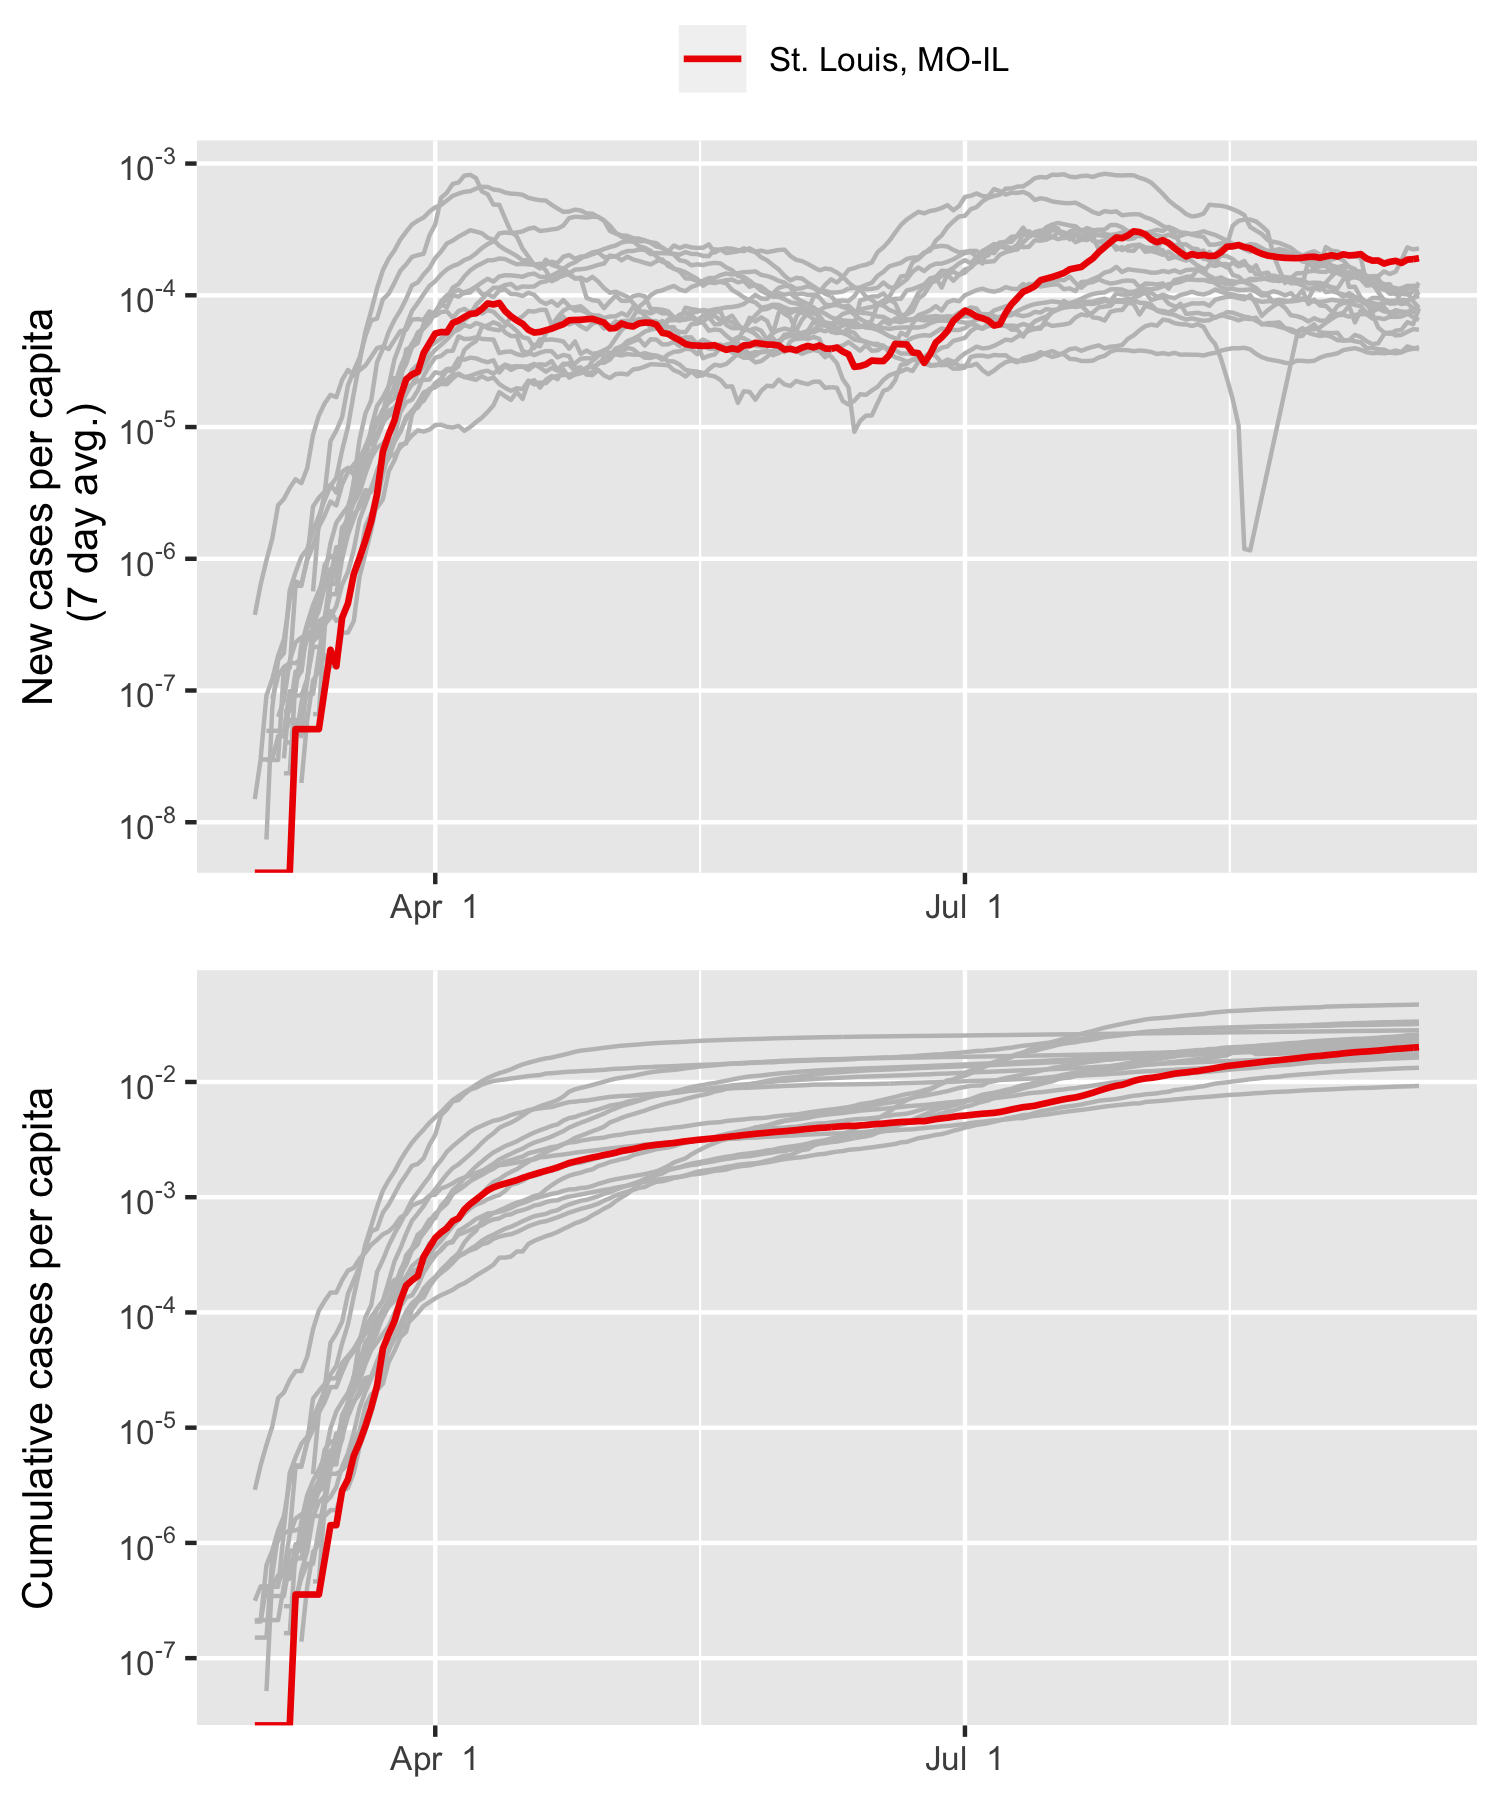 St. Louis, MO-IL
New cases per capita
(7 day avg.)
10⁻³
10⁻⁴
10⁻⁵
10⁻⁶
10⁻⁷
10⁻⁸
Apr 1
Jul 1
Cumulative cases per capita
10⁻²
10⁻³
10⁻⁴
10⁻⁵
10⁻⁶
10⁻⁷
Apr 1
Jul 1